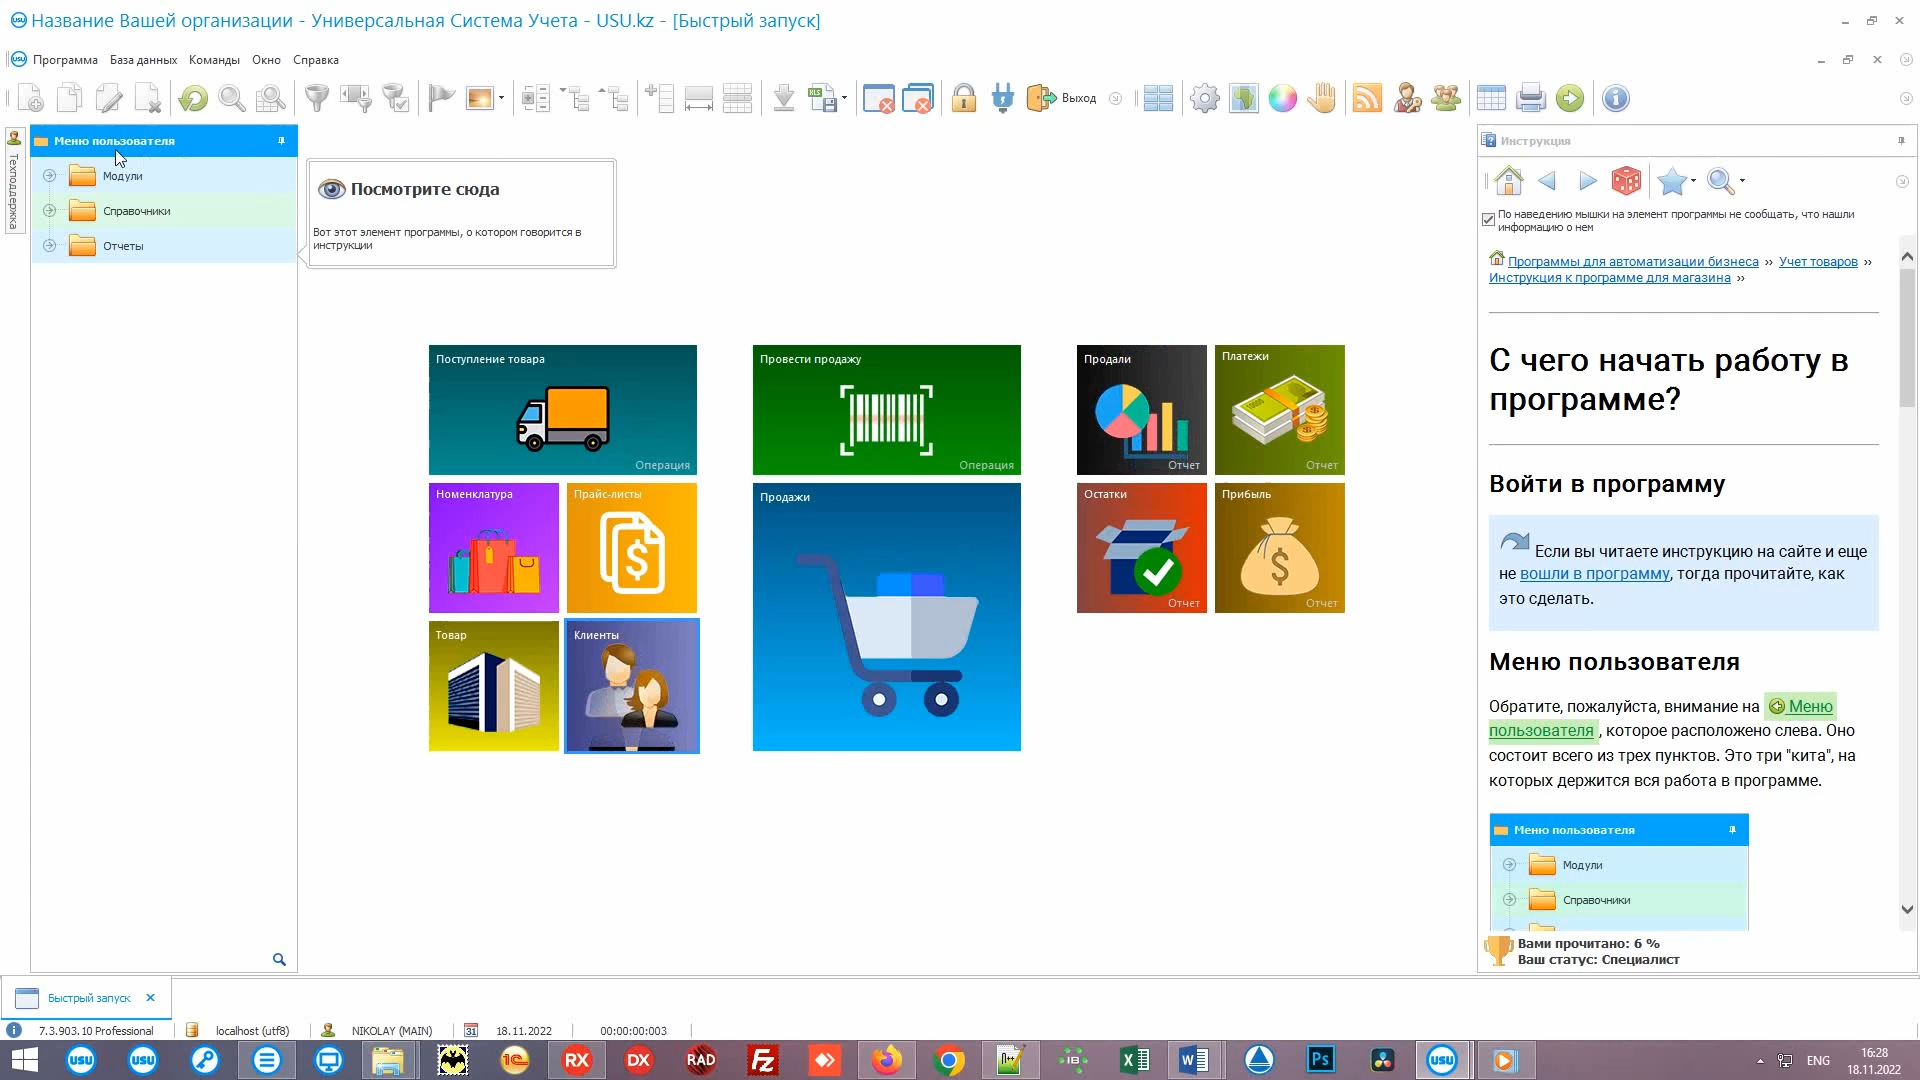 Название Вашей организации - Универсальная Система Учета - USU.kz - [Быстрый запуск]
Программа База данных Команды Окно Справка
Выход
Техподдержка
Меню пользователя
Модули
Справочники
Отчеты
Посмотрите сюда
Вот этот элемент программы, о котором говорится в
инструкции
Поступление товара
Операция
Провести продажу
Операция
Продали
Отчет
Платежи
Отчет
Номенклатура
Прайс-листы
Продажи
Остатки
Отчет
Прибыль
Отчет
Товар
Клиенты
Инструкция
По наведению мышки на элемент программы не сообщать, что нашли
информацию о нем
Программы для автоматизации бизнеса ›› Учет товаров ››
Инструкция к программе для магазина ››
С чего начать работу в
программе?
Войти в программу
Если вы читаете инструкцию на сайте и еще
не вошли в программу, тогда прочитайте, как
это сделать.
Меню пользователя
Обратите, пожалуйста, внимание на Меню
пользователя , которое расположено слева. Оно
состоит всего из трех пунктов. Это три "кита", на
которых держится вся работа в программе.
Меню пользователя
Модули
Справочники
Вами прочитано: 6 %
Ваш статус: Специалист
Быстрый запуск
7.3.903.10 Professional localhost (utf8) NIKOLAY (MAIN) 31 18.11.2022 00:00:00:003
USU USU 1C RX DX RAD FZ IB X W Ps USU ENG 16:28
18.11.2022